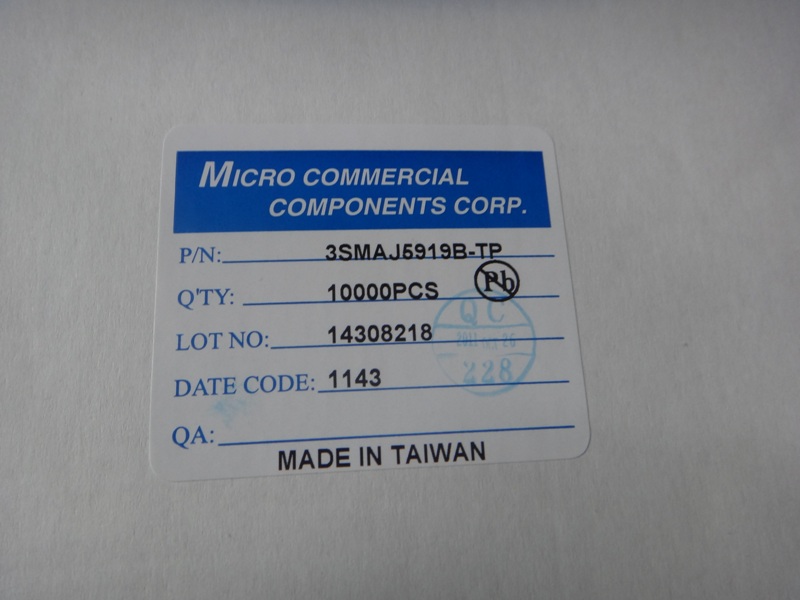 MICRO COMMERCIAL
COMPONENTS CORP.
P/N: 3SMAJ5919B-TP
Q'TY: 10000PCS Pb
LOT NO: 14308218
DATE CODE: 1143
QA:
MADE IN TAIWAN
QC
228